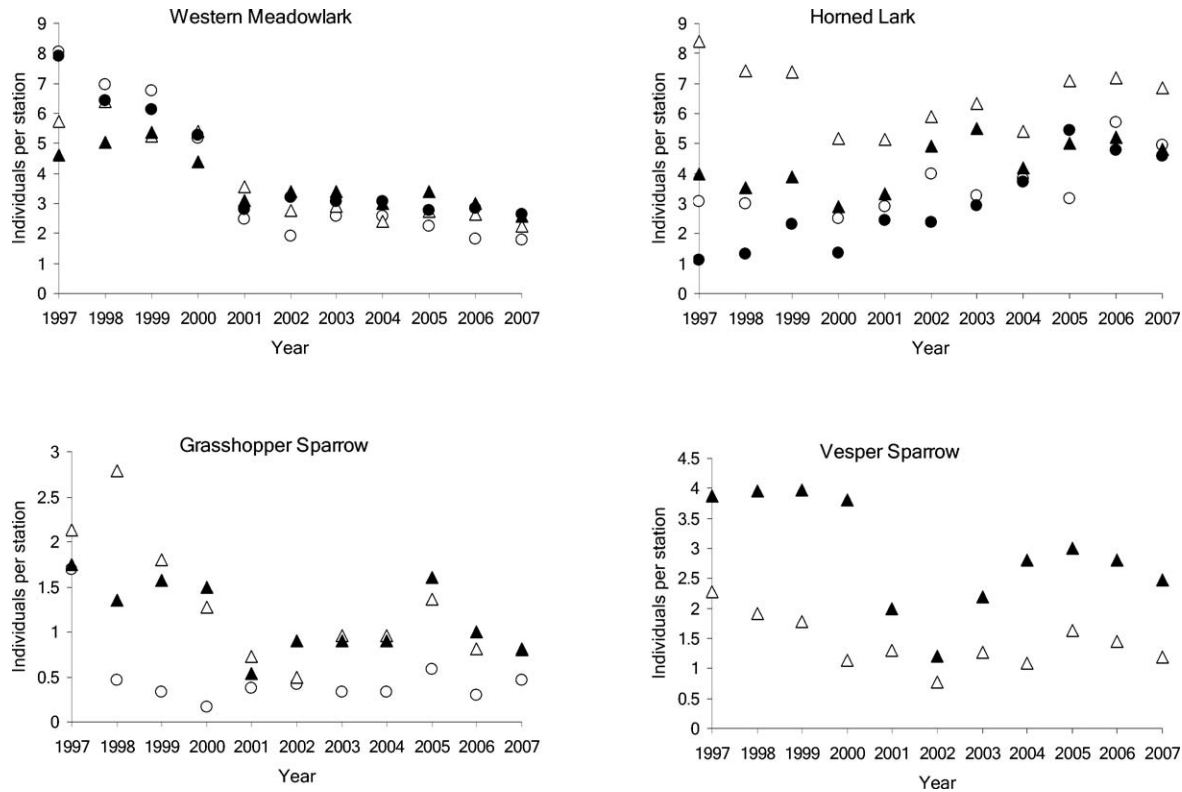 Western Meadowlark
Individuals per station
9
8
7
6
5
4
3
2
1
0
1997 1998 1999 2000 2001 2002 2003 2004 2005 2006 2007
Year
Horned Lark
Individuals per station
9
8
7
6
5
4
3
2
1
0
1997 1998 1999 2000 2001 2002 2003 2004 2005 2006 2007
Year
Grasshopper Sparrow
Individuals per station
3
2.5
2
1.5
1
0.5
0
1997 1998 1999 2000 2001 2002 2003 2004 2005 2006 2007
Year
Vesper Sparrow
Individuals per station
4.5
4
3.5
3
2.5
2
1.5
1
0.5
0
1997 1998 1999 2000 2001 2002 2003 2004 2005 2006 2007
Year